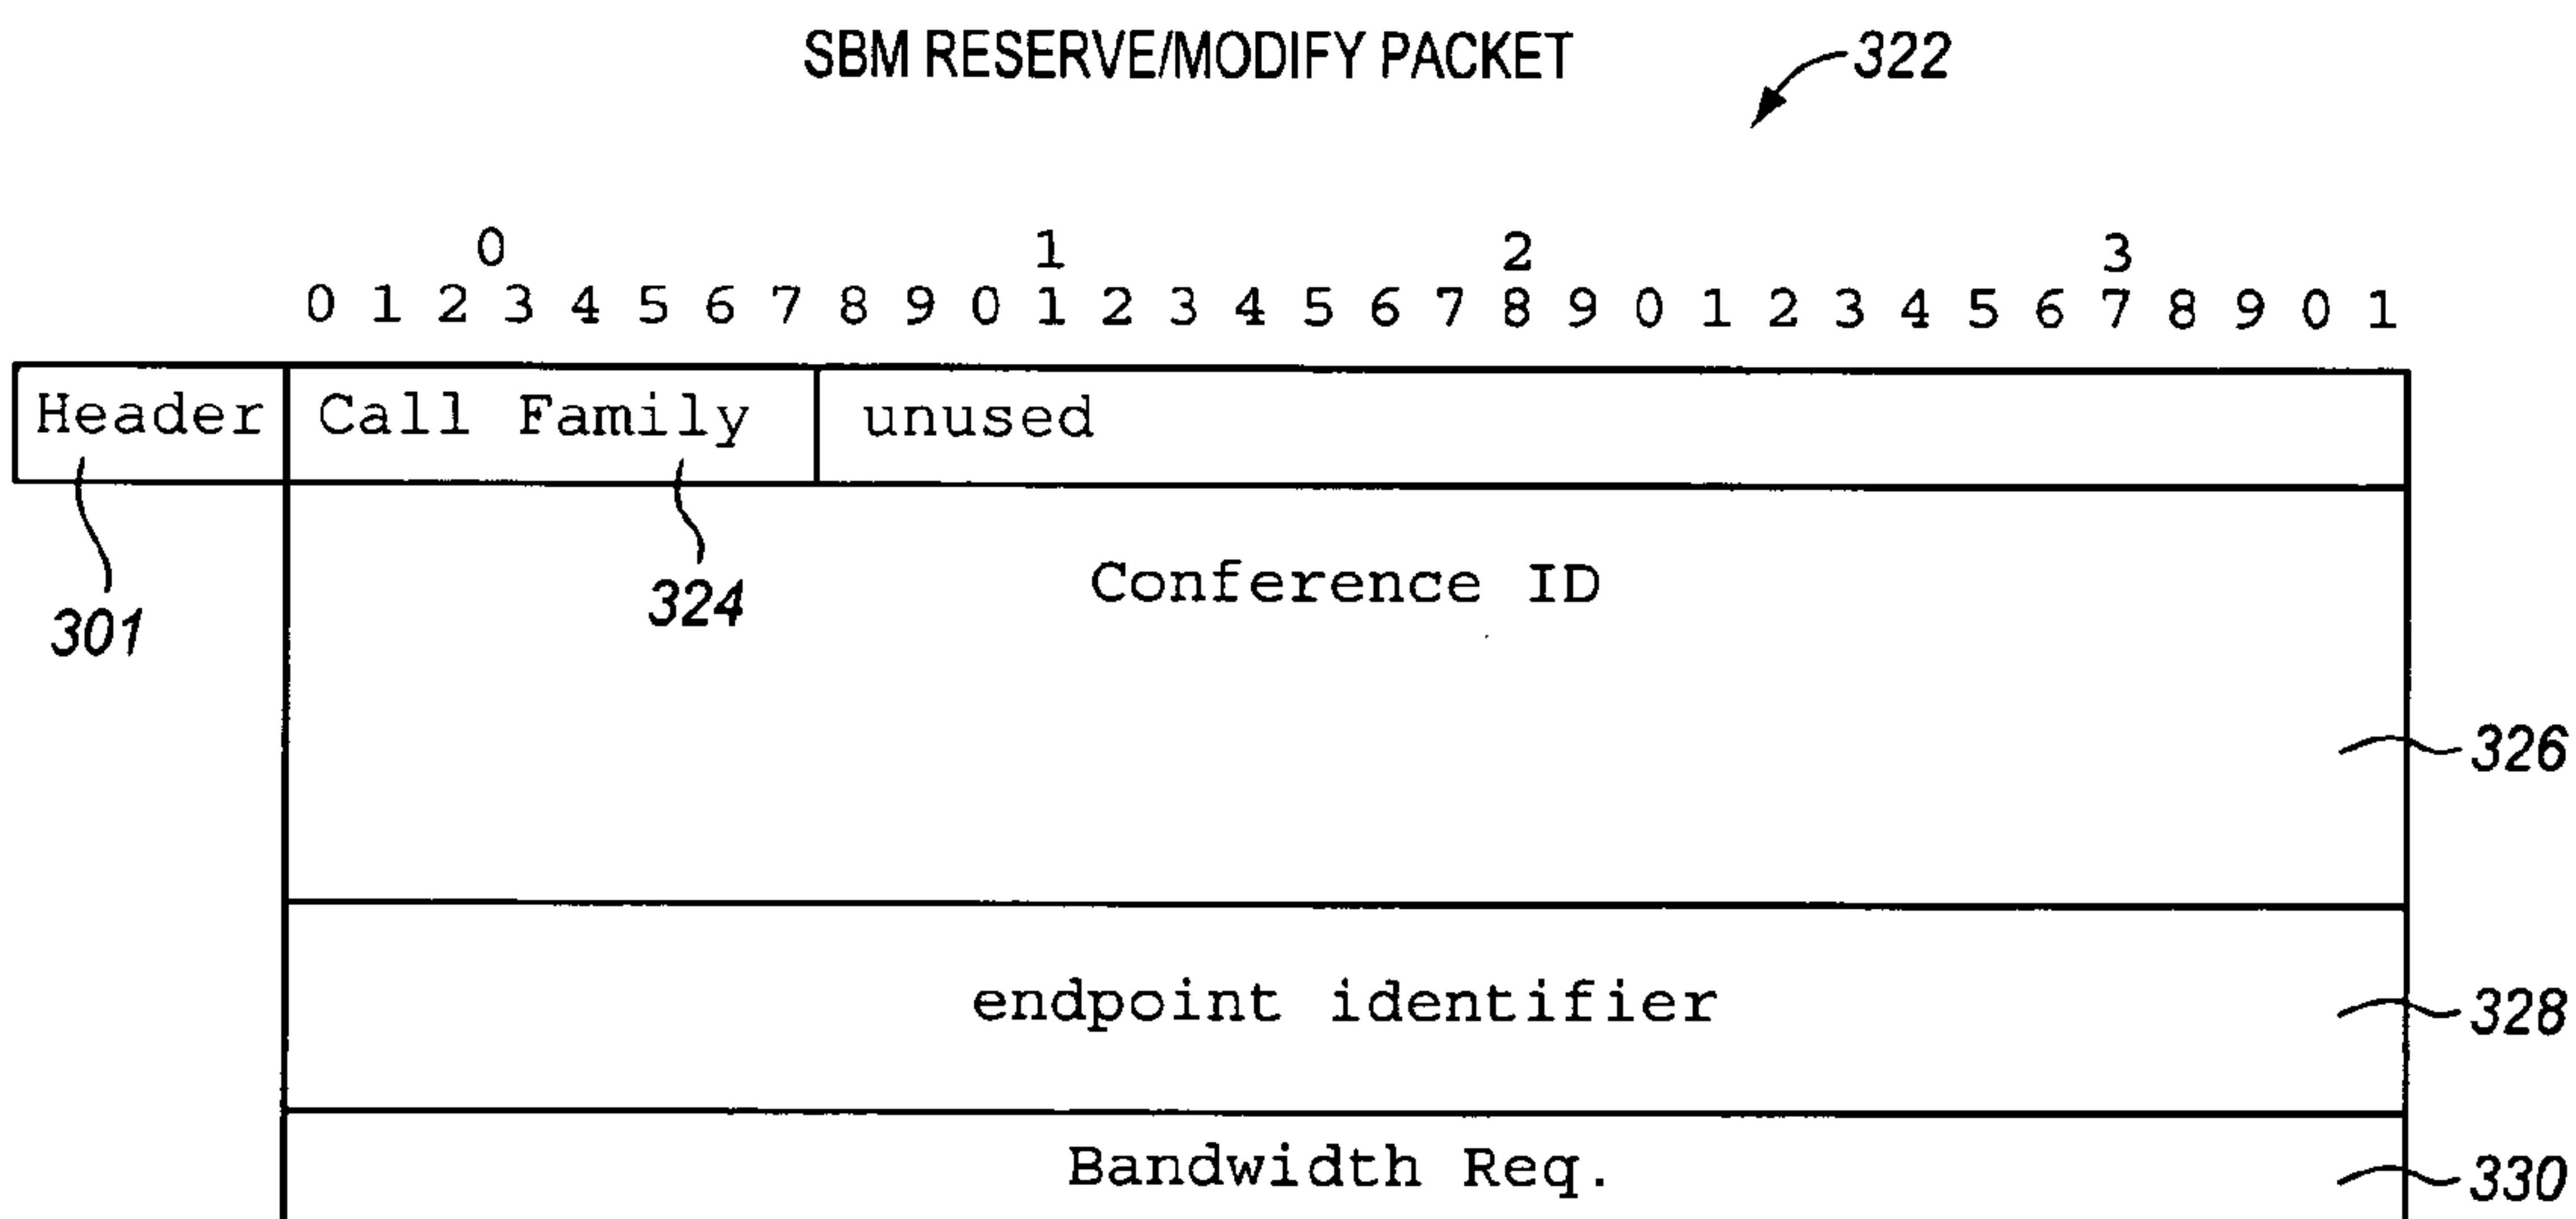 SBM RESERVE/MODIFY PACKET 322
0 1 2 3
0 1 2 3 4 5 6 7 8 9 0 1 2 3 4 5 6 7 8 9 0 1 2 3 4 5 6 7 8 9 0 1
Header Call Family unused
Conference ID
301 324
326
endpoint identifier
328
Bandwidth Req.
330